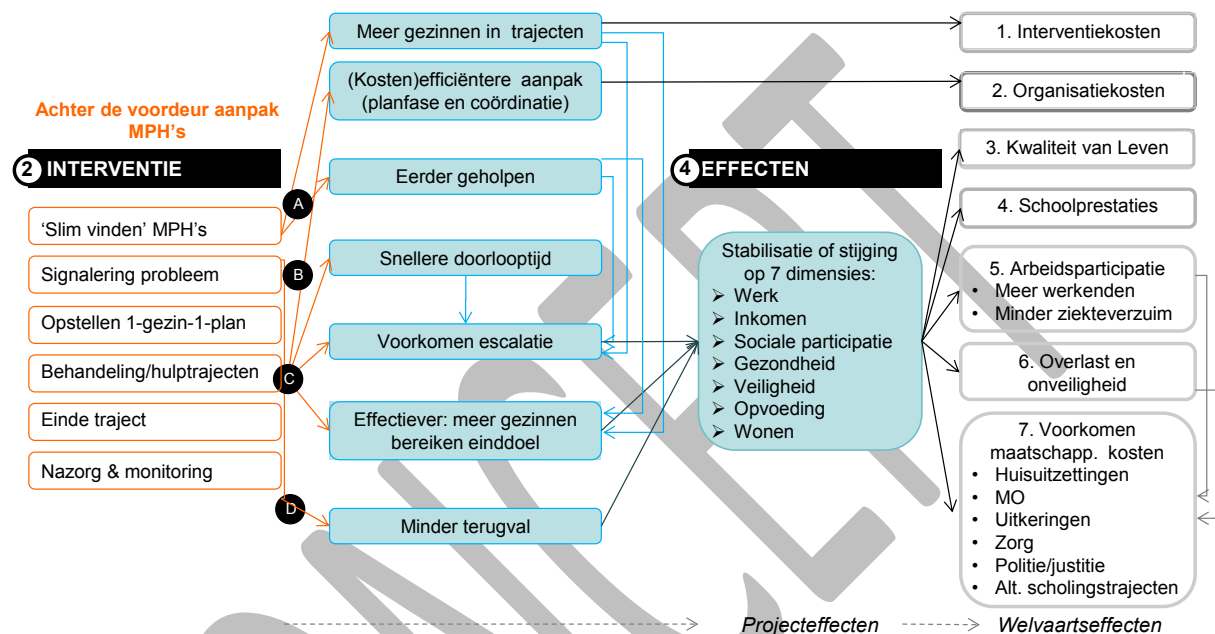 Achter de voordeur aanpak
MPH's
2 INTERVENTIE
'Slim vinden' MPH's
Signalering probleem
Opstellen 1-gezin-1-plan
Behandeling/hulptrajecten
Einde traject
Nazorg & monitoring
A
B
C
D
Meer gezinnen in trajecten
(Kosten)efficiëntere aanpak
(planfase en coördinatie)
Eerder geholpen
Snellere doorlooptijd
Voorkomen escalatie
Effectiever: meer gezinnen
bereiken einddoel
Minder terugval
4 EFFECTEN
Stabilisatie of stijging
op 7 dimensies:
➢ Werk
➢ Inkomen
➢ Sociale participatie
➢ Gezondheid
➢ Veiligheid
➢ Opvoeding
➢ Wonen
1. Interventiekosten
2. Organisatiekosten
3. Kwaliteit van Leven
4. Schoolprestaties
5. Arbeidsparticipatie
• Meer werkenden
• Minder ziekteverzuim
6. Overlast en
onveiligheid
7. Voorkomen
maatschapp. kosten
• Huisuitzettingen
• MO
• Uitkeringen
• Zorg
• Politie/justitie
• Alt. scholingstrajecten
Projecteffecten
Welvaartseffecten
CONCEPT